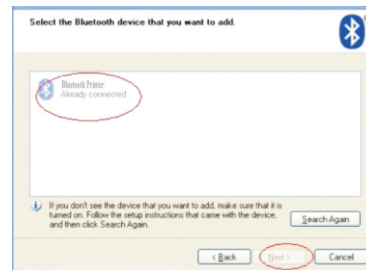 Select the Bluetooth device that you want to add.
Bluetooth Printer
Already connected
If you don't see the device that you want to add, make sure that it is
turned on. Follow the setup instructions that came with the device,
and then click Search Again.
Search Again
< Back
Next >
Cancel